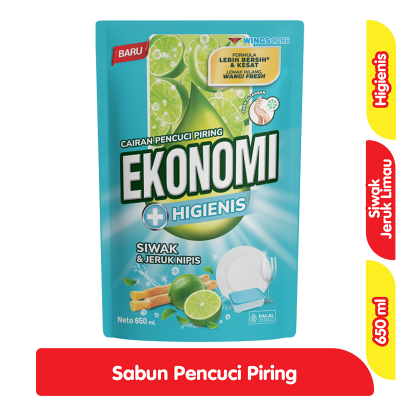 BARU
WINGSCARE
FORMULA
LEBIH BERSIH*
& KESAT
LEMAK HILANG,
WANGI FRESH
CAIRAN PENCUCI PIRING
EKONOMI
+ HIGIENIS
SIWAK
& JERUK NIPIS
Neto 650 mL
HALAL
Higienis
Siwak
Jeruk Limau
650 ml
Sabun Pencuci Piring